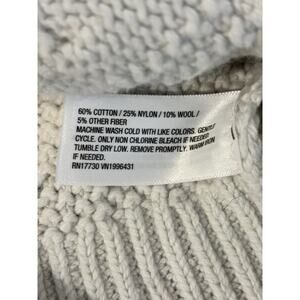 60% COTTON / 25% NYLON / 10% WOOL /
5% OTHER FIBER
MACHINE WASH COLD WITH LIKE COLORS. GENTLE
CYCLE. ONLY NON CHLORINE BLEACH IF NEEDED.
TUMBLE DRY LOW. REMOVE PROMPTLY. WARM IRON
IF NEEDED.
RN17730 VN1996431